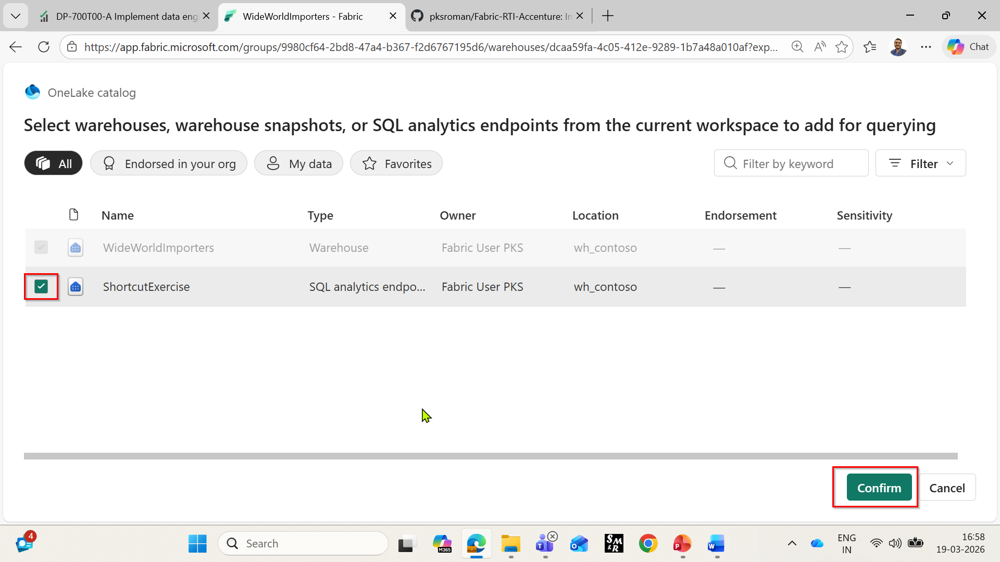 DP-700T00-A Implement data eng
WideWorldImporters - Fabric
pksroman/Fabric-RTI-Accenture: In
https://app.fabric.microsoft.com/groups/9980cf64-2bd8-47a4-b367-f2d6767195d6/warehouses/dcaa59fa-4c05-412e-9289-1b7a48a010af?exp...
Chat
OneLake catalog
Select warehouses, warehouse snapshots, or SQL analytics endpoints from the current workspace to add for querying
All
Endorsed in your org
My data
Favorites
Filter by keyword
Filter
Name Type Owner Location Endorsement Sensitivity
WideWorldImporters Warehouse Fabric User PKS wh_contoso — —
ShortcutExercise SQL analytics endpo... Fabric User PKS wh_contoso — —
Confirm
Cancel
4
Search
M365
T
O
SM
&R
P
W
ENG
IN
16:58
19-03-2026